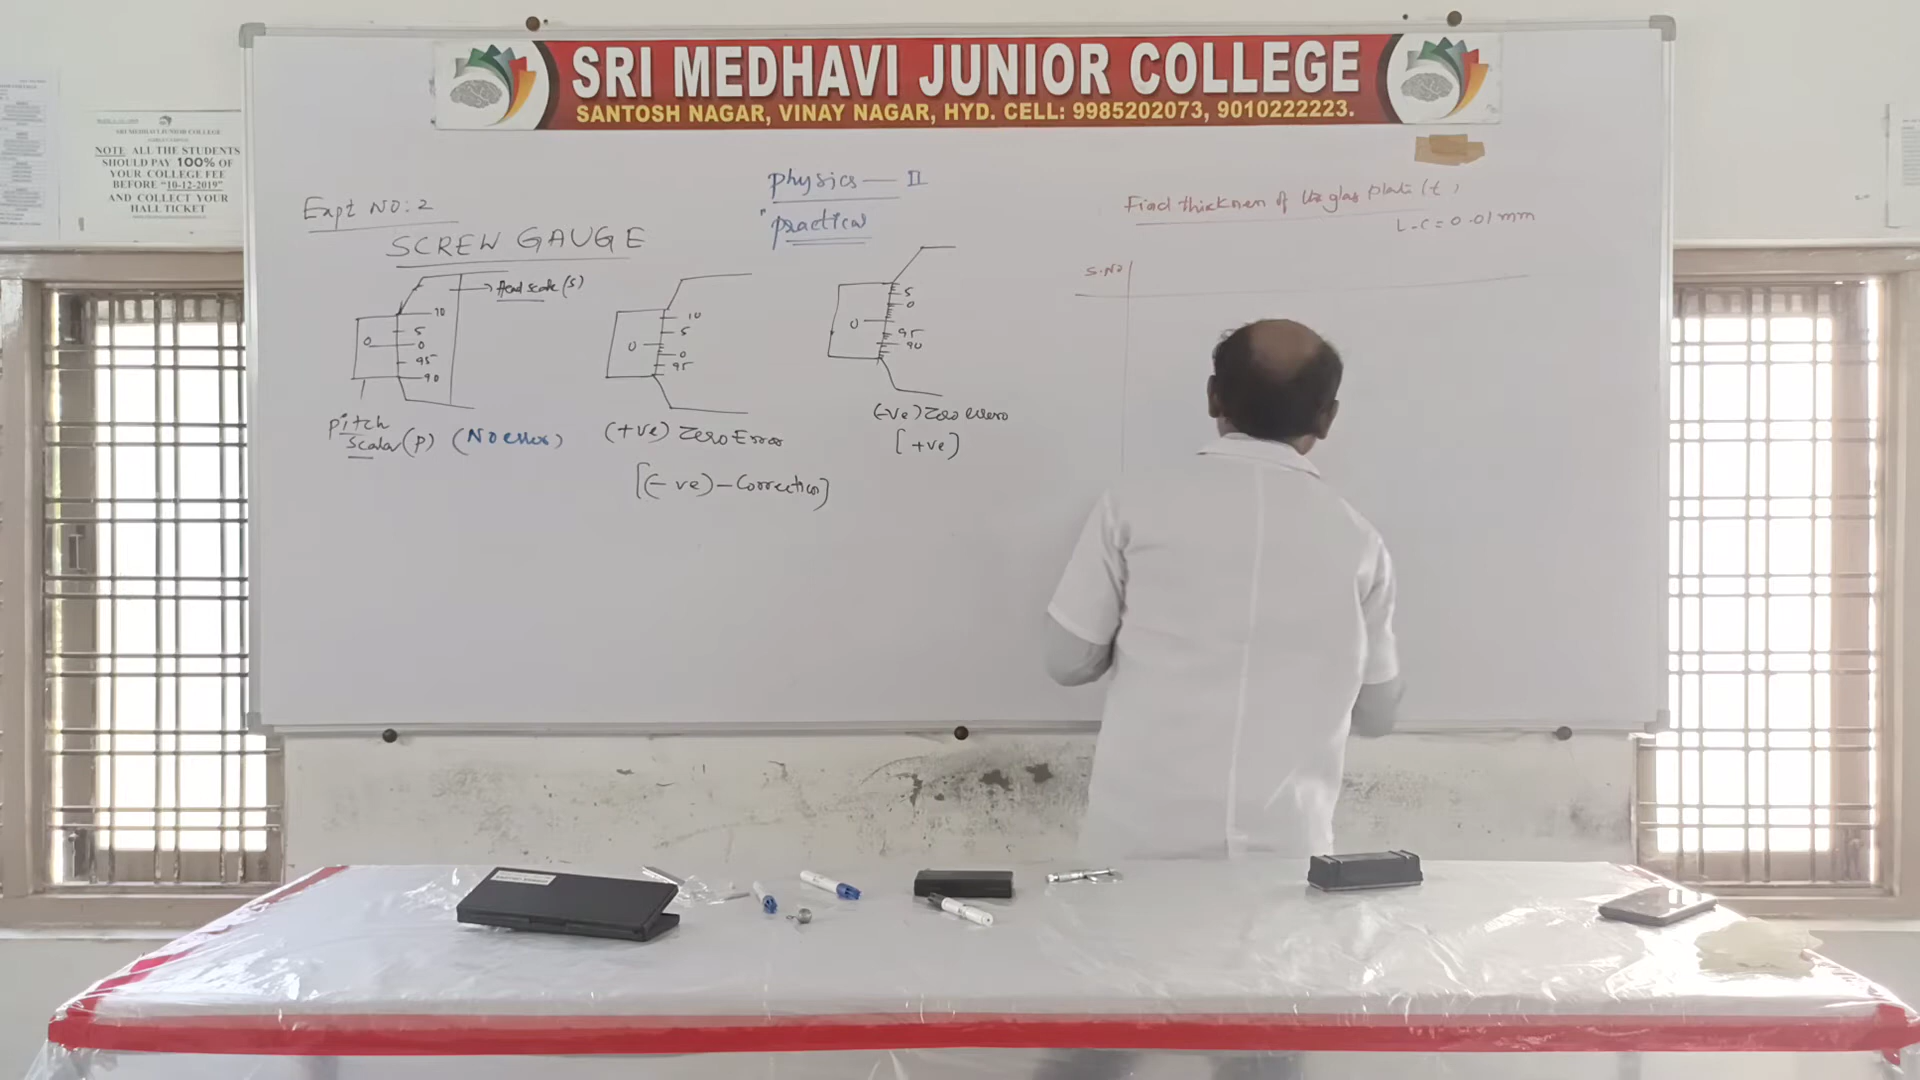 SRI MEDHAVI JUNIOR COLLEGE
SANTOSH NAGAR, VINAY NAGAR, HYD. CELL: 9985202073, 9010222223.
SRI MEDHAVI JUNIOR COLLEGE
NOTE ALL THE STUDENTS
SHOULD PAY 100% OF
YOUR COLLEGE FEE
BEFORE "10-12-2019"
AND COLLECT YOUR
HALL TICKET
physics — II
practical
Expt NO: 2
SCREW GAUGE
Head scale (S)
10
5
0
0
95
90
pitch
Scalar (P) (No error)
10
5
0
0
95
(+ve) Zero Error
[(-ve) - Correction]
5
0
0
95
90
(-ve) Zero error
[+ve]
Find thickness of the glass plate (t)
L.C = 0.01 mm
S.No